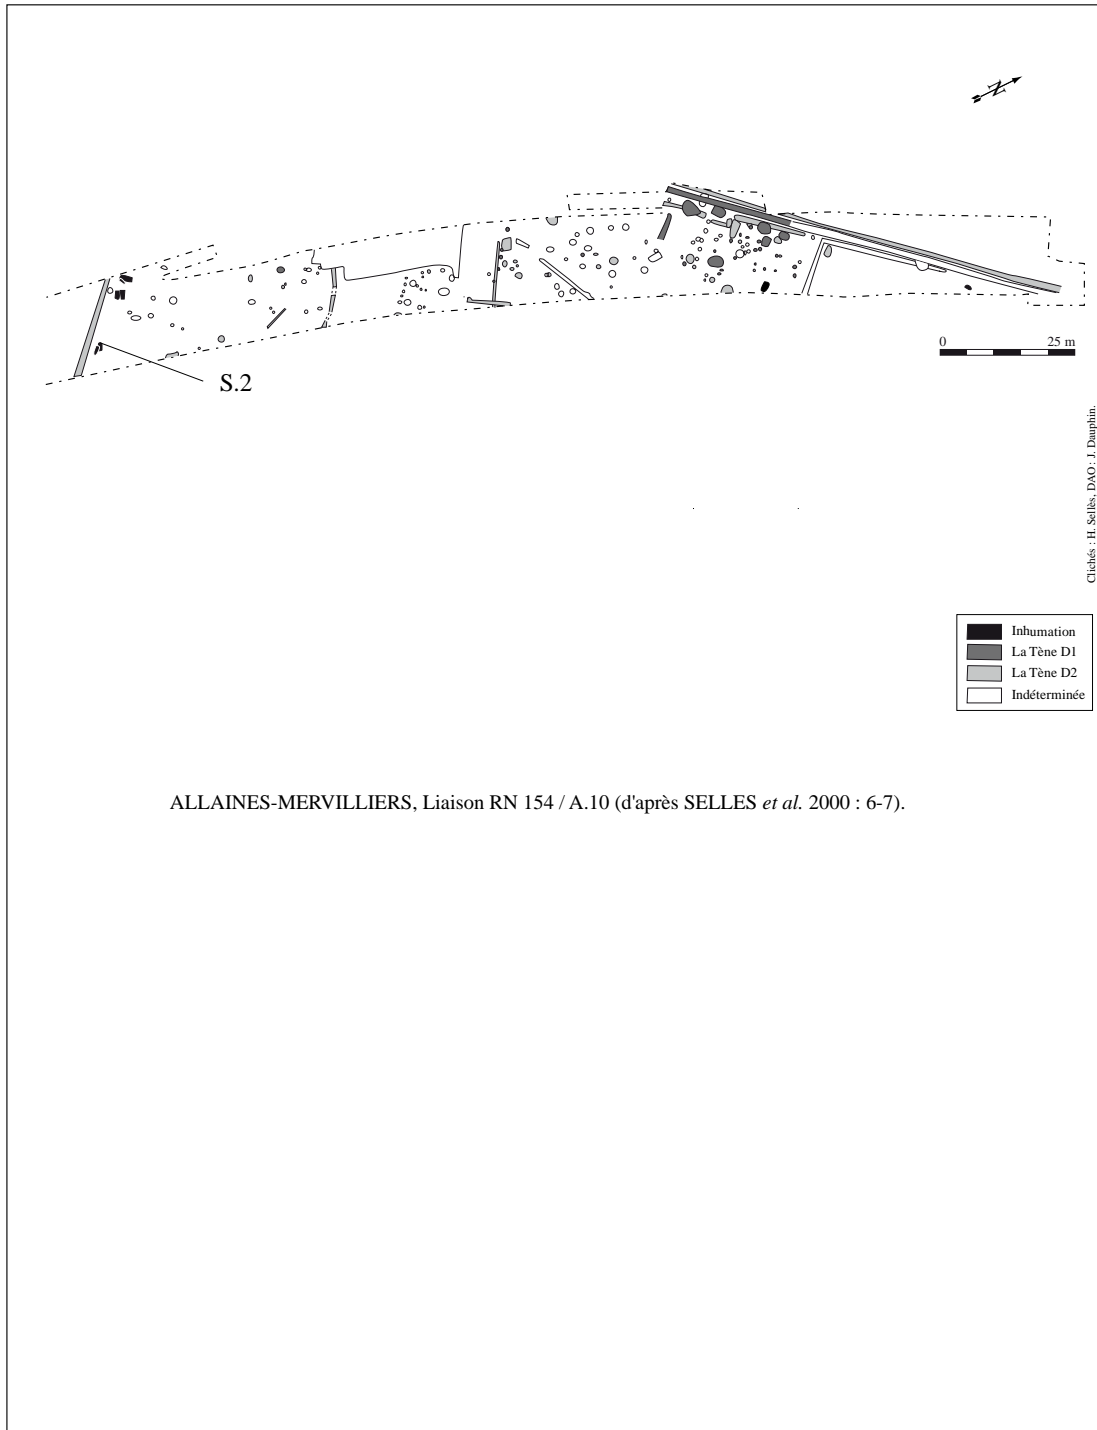 N
0 25 m
S.2
Clichés : H. Sellès, DAO : J. Dauphin.
Inhumation
La Tène D1
La Tène D2
Indéterminée
ALLAINES-MERVILLIERS, Liaison RN 154 / A.10 (d'après SELLES et al. 2000 : 6-7).